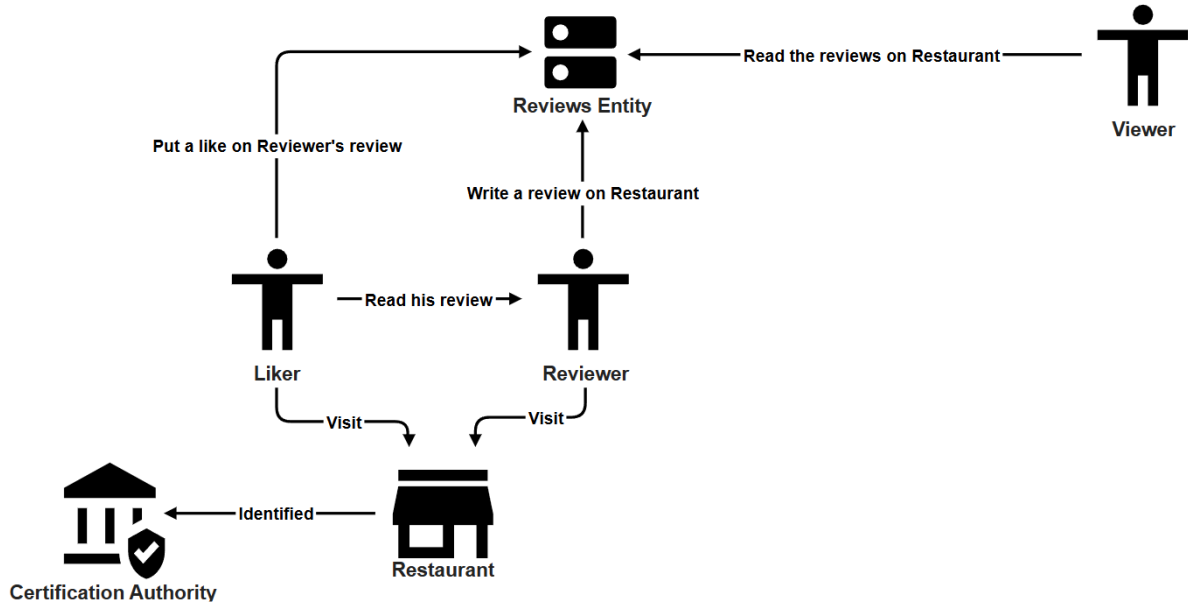 Read the reviews on Restaurant
Reviews Entity
Viewer
Put a like on Reviewer's review
Write a review on Restaurant
Read his review
Liker
Reviewer
Visit
Visit
Identified
Restaurant
Certification Authority